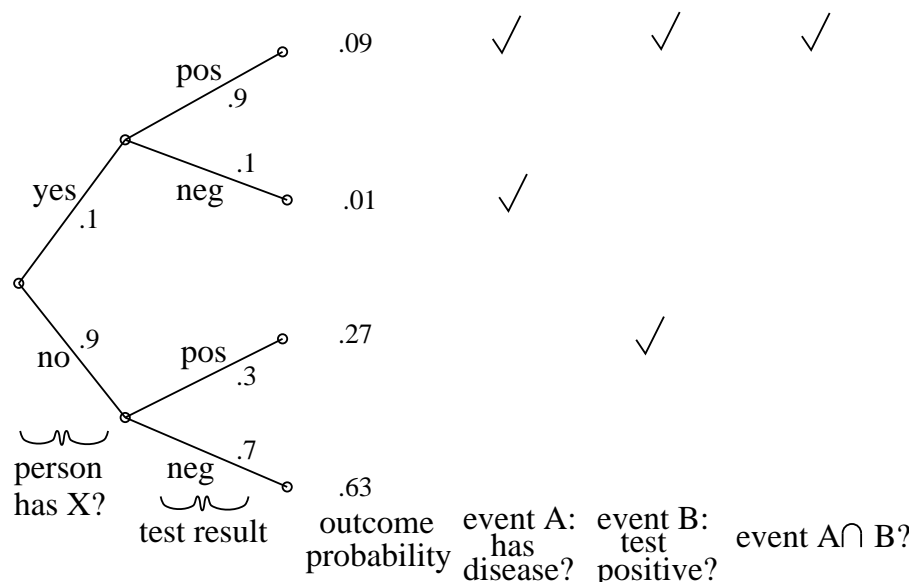 .09
pos
.9
.1
yes
neg
.01
.1
.9
.27
pos
no
.3
.7
person
has X?
neg
.63
test result
outcome
probability
event A:
has
disease?
event B:
test
positive?
event A∩ B?